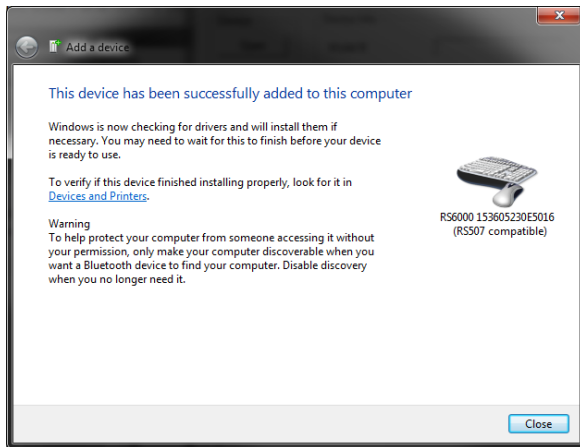 Add a device
This device has been successfully added to this computer
Windows is now checking for drivers and will install them if
necessary. You may need to wait for this to finish before your device
is ready to use.
To verify if this device finished installing properly, look for it in
Devices and Printers.
Warning
To help protect your computer from someone accessing it without
your permission, only make your computer discoverable when you
want a Bluetooth device to find your computer. Disable discovery
when you no longer need it.
RS6000 153605230E5016
(RS507 compatible)
Close